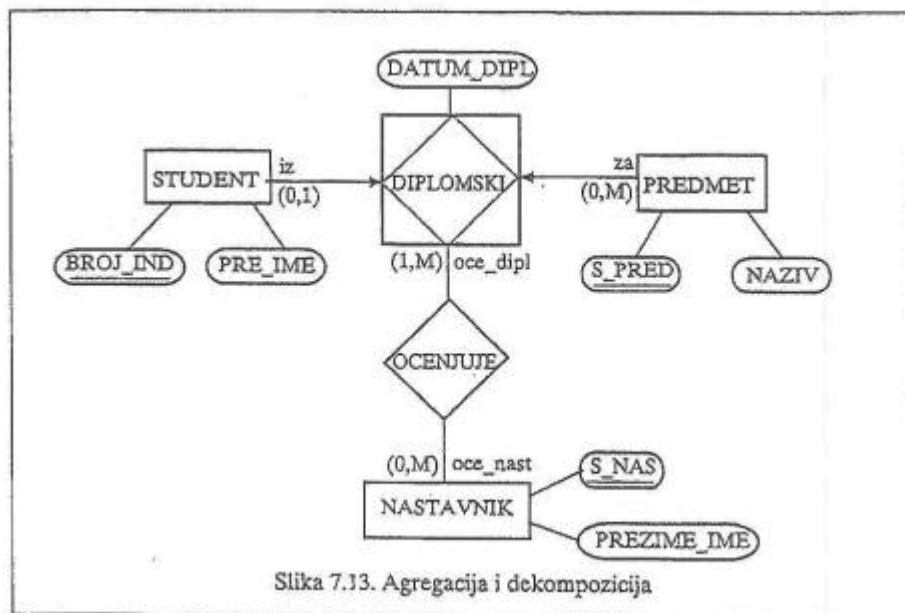 DATUM_DIPL
iz
za
STUDENT
DIPLOMSKI
PREDMET
(0,1)
(0,M)
BROJ_IND
PRE_IME
(1,M) oce_dipl
S_PRED
NAZIV
OCENJUJE
(0,M) oce_nast
S_NAS
NASTAVNIK
PREZIME_IME
Slika 7.13. Agregacija i dekompozicija